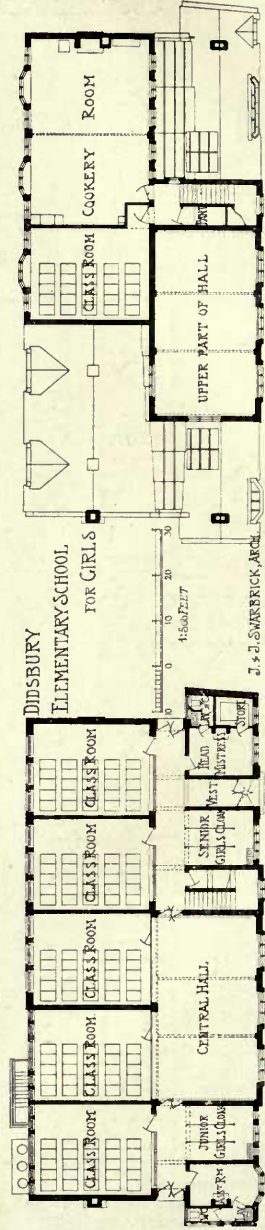 DIDSBURY
ELEMENTARY SCHOOL
FOR GIRLS
10 0 10 20 30
1:500 FEET
J. & J. SWARBRICK, ARCH.
CLASS ROOM
CLASS ROOM
CLASS ROOM
CLASS ROOM
CLASS ROOM
JUNIOR
GIRLS CLOAK
CENTRAL HALL
SENIOR
GIRLS CLOAK
VEST
HEAD
MISTRESS
STORE
WC
CLASS ROOM
COOKERY ROOM
UPPER PART OF HALL